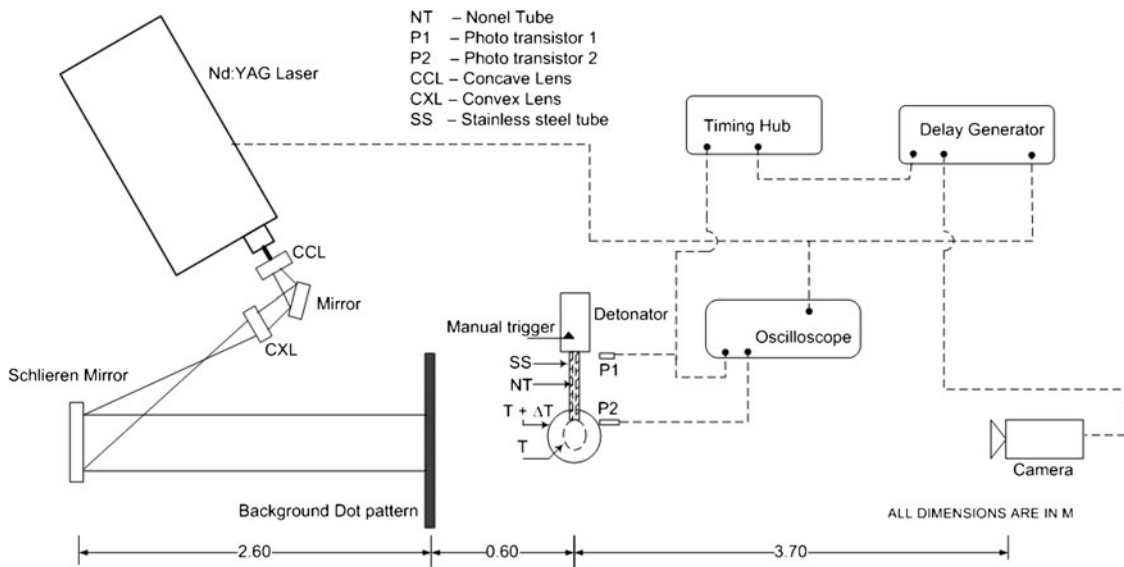 NT – Nonel Tube
P1 – Photo transistor 1
P2 – Photo transistor 2
CCL – Concave Lens
CXL – Convex Lens
SS – Stainless steel tube
Nd:YAG Laser
Timing Hub
Delay Generator
CCL
Mirror
CXL
Detonator
Manual trigger
Oscilloscope
SS
P1
Schlieren Mirror
NT
T + ΔT
P2
T
Camera
Background Dot pattern
ALL DIMENSIONS ARE IN M
2.60
0.60
3.70